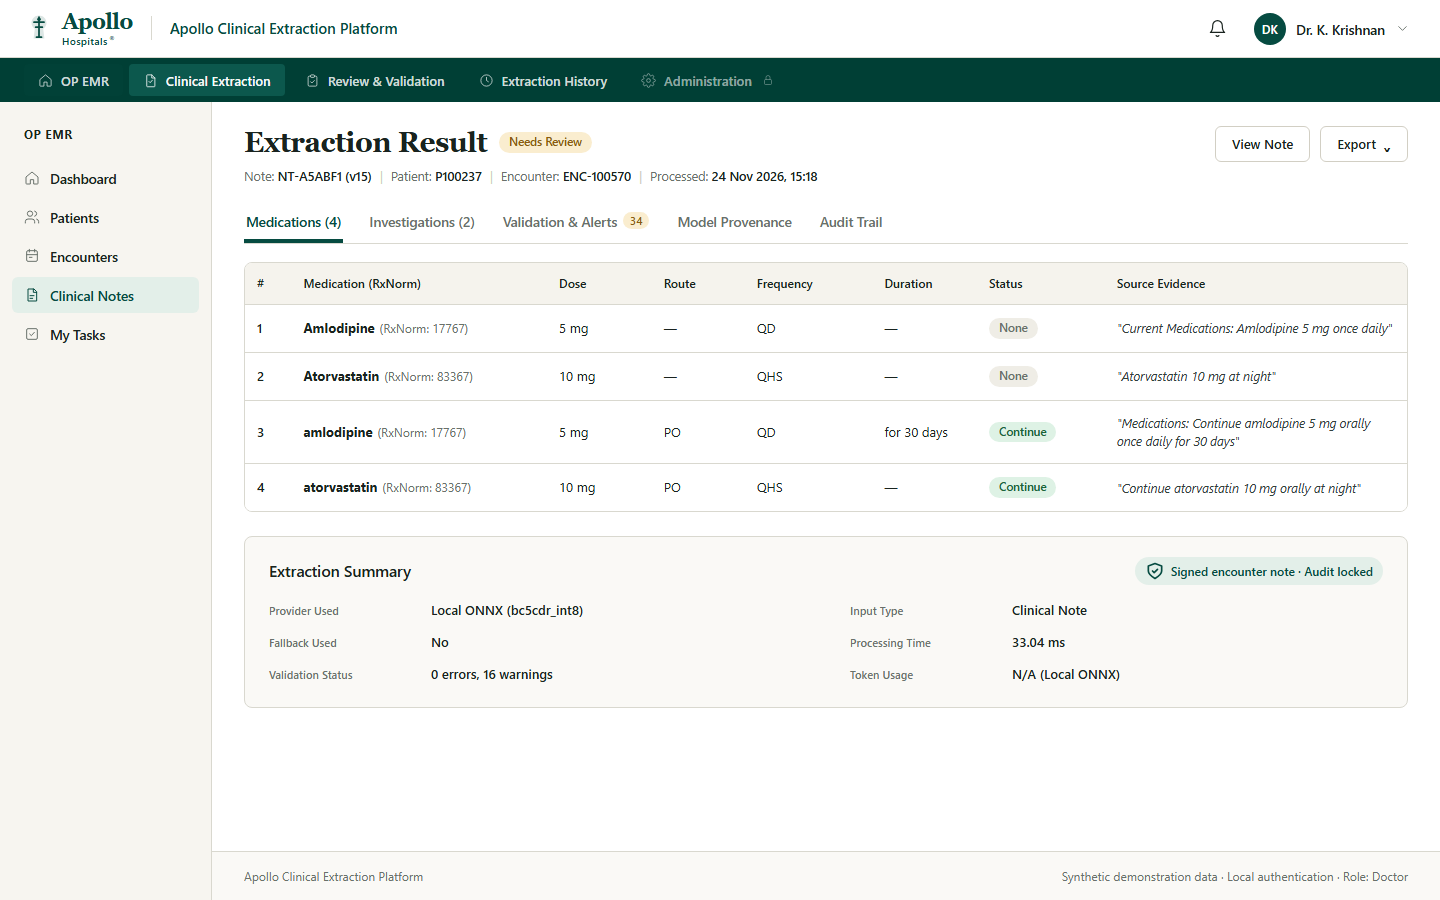 Apollo
Hospitals®
Apollo Clinical Extraction Platform
DK
Dr. K. Krishnan
OP EMR
Clinical Extraction
Review & Validation
Extraction History
Administration
OP EMR
Dashboard
Patients
Encounters
Clinical Notes
My Tasks
Extraction Result
Needs Review
View Note
Export
Note: NT-A5ABF1 (v15) | Patient: P100237 | Encounter: ENC-100570 | Processed: 24 Nov 2026, 15:18
Medications (4)
Investigations (2)
Validation & Alerts 34
Model Provenance
Audit Trail
# Medication (RxNorm) Dose Route Frequency Duration Status Source Evidence
1 Amlodipine (RxNorm: 17767) 5 mg — QD — None "Current Medications: Amlodipine 5 mg once daily"
2 Atorvastatin (RxNorm: 83367) 10 mg — QHS — None "Atorvastatin 10 mg at night"
3 amlodipine (RxNorm: 17767) 5 mg PO QD for 30 days Continue "Medications: Continue amlodipine 5 mg orally
once daily for 30 days"
4 atorvastatin (RxNorm: 83367) 10 mg PO QHS — Continue "Continue atorvastatin 10 mg orally at night"
Extraction Summary
Signed encounter note · Audit locked
Provider Used Local ONNX (bc5cdr_int8) Input Type Clinical Note
Fallback Used No Processing Time 33.04 ms
Validation Status 0 errors, 16 warnings Token Usage N/A (Local ONNX)
Apollo Clinical Extraction Platform
Synthetic demonstration data · Local authentication · Role: Doctor